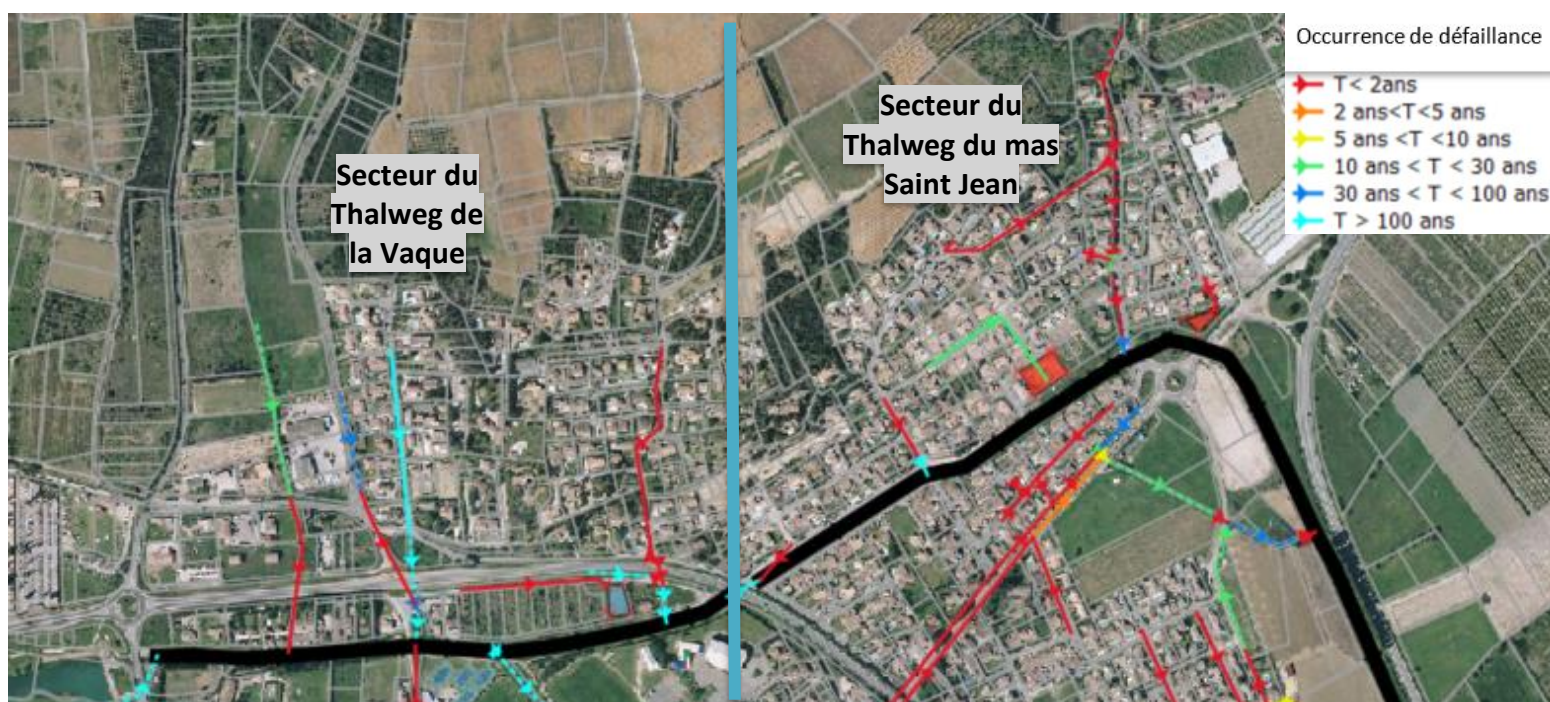 Secteur du
Thalweg de
la Vaque
Secteur du
Thalweg du mas
Saint Jean
Occurrence de défaillance
T< 2ans
2 ans<T<5 ans
5 ans <T <10 ans
10 ans < T < 30 ans
30 ans < T < 100 ans
T > 100 ans